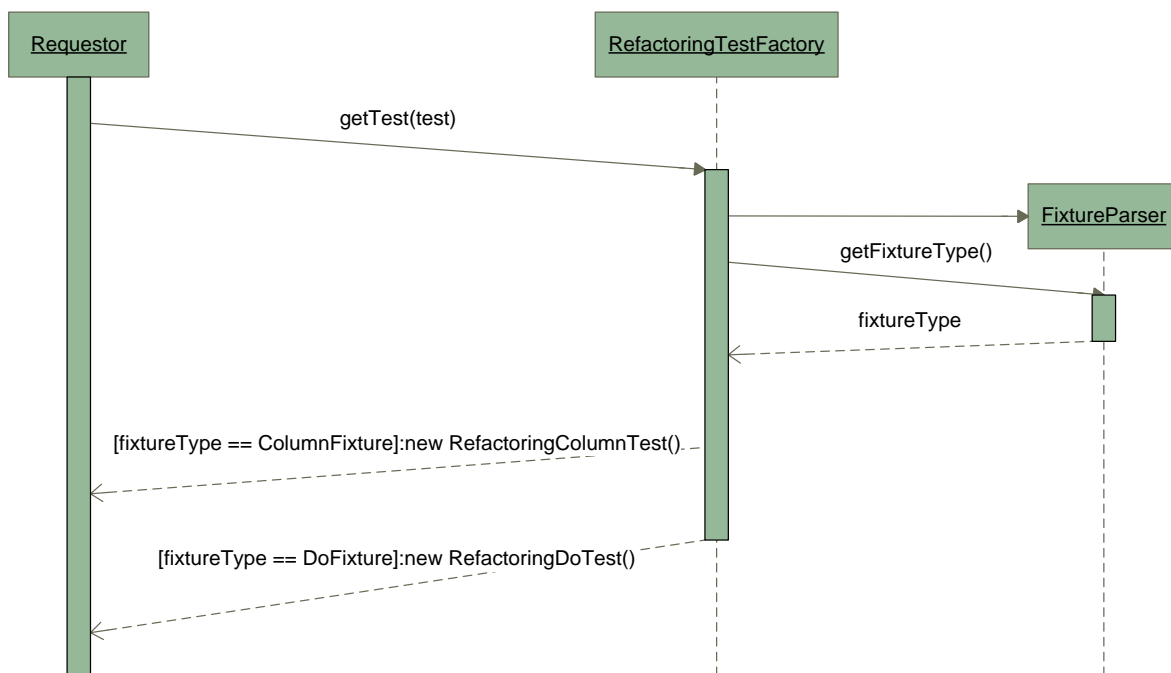 Requestor
RefactoringTestFactory
getTest(test)
FixtureParser
getFixtureType()
fixtureType
[fixtureType == ColumnFixture]:new RefactoringColumnTest()
[fixtureType == DoFixture]:new RefactoringDoTest()